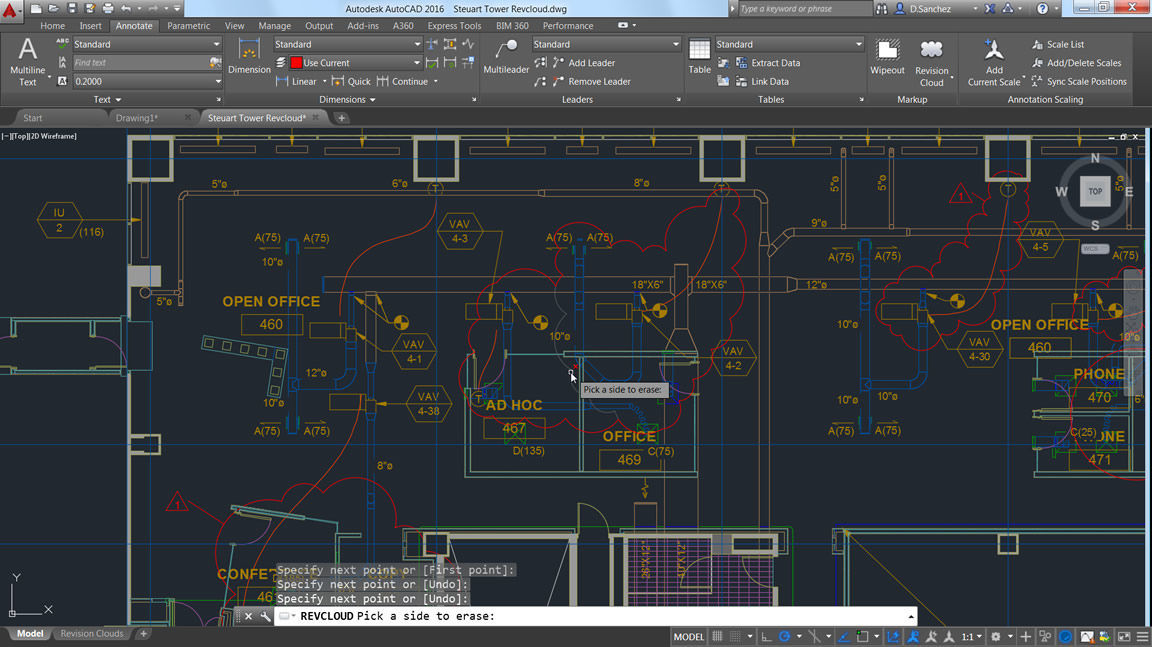 Autodesk AutoCAD 2016 Steuart Tower Revcloud.dwg
Type a keyword or phrase
D.Sanchez
Home Insert Annotate Parametric View Manage Output Add-ins A360 Express Tools BIM 360 Performance
Multiline Text
ABC
Standard
Find text
0.2000
Text
Dimension
Standard
Use Current
Linear Quick Continue
Dimensions
Multileader
Standard
Add Leader
Remove Leader
Leaders
Table
Standard
Extract Data
Link Data
Tables
Wipeout
Revision Cloud
Markup
Add Current Scale
Scale List
Add/Delete Scales
Sync Scale Positions
Annotation Scaling
Start Drawing1* Steuart Tower Revcloud*
[−][Top][2D Wireframe]
N
W TOP E
S
WCS
5"ø 6"ø 8"ø 5"ø 5"ø 5"ø
T T T
1
IU
2
(116)
VAV
4-3
9"ø
VAV
4-5
A(75) A(75)
A(75) A(75)
A(75) A(75)
A(75)
10"ø
18"X6" 18"X6"
12"ø
5"ø
OPEN OFFICE
460
10"ø
10"ø
OPEN OFFICE
460
VAV
4-1
VAV
4-2
VAV
4-30
12"ø
PHONE
470
Pick a side to erase:
10"ø
VAV
4-38
10"ø
10"ø
6"
T
AD HOC
467
A(75) A(75)
A(75) A(75)
OFFICE
469
D(135)
C(75)
C(25)
471
8"ø
1
26"X12"
CONFE
46
Y
X
Specify next point or [First point]:
Specify next point or [Undo]:
Specify next point or [Undo]:
REVCLOUD Pick a side to erase:
Model Revision Clouds
MODEL 1:1